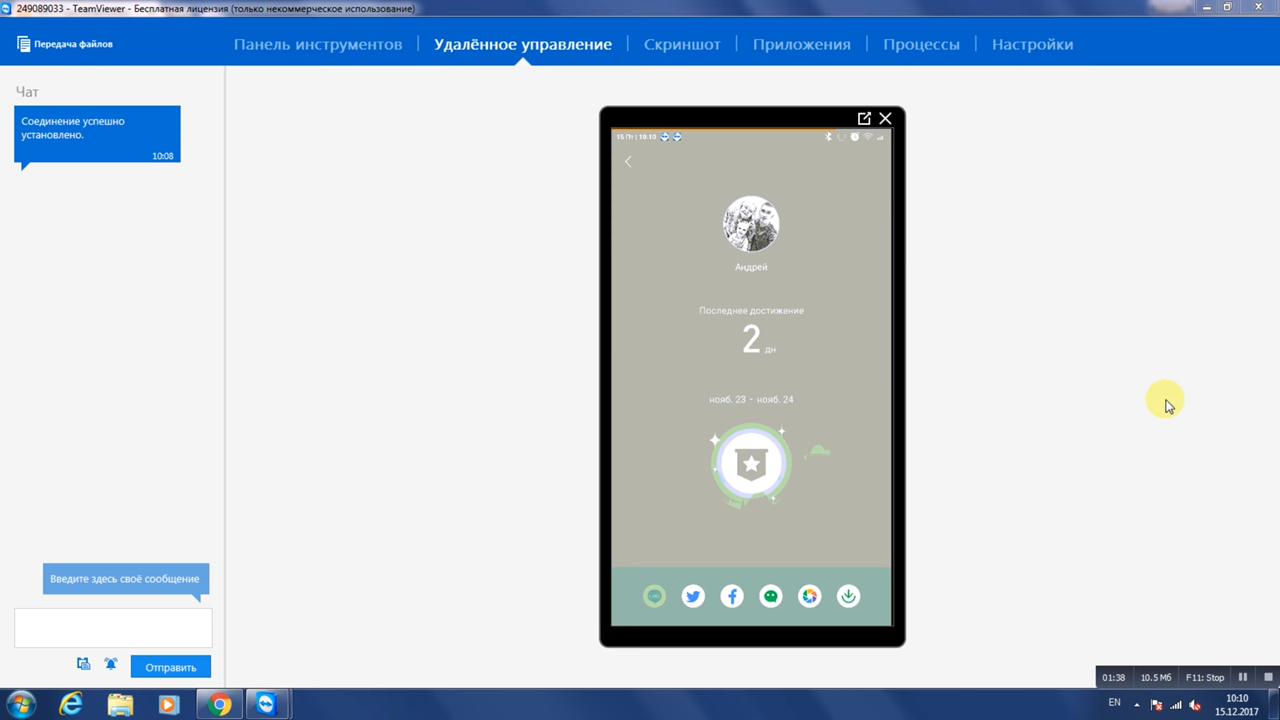 249089033 - TeamViewer - Бесплатная лицензия (только некоммерческое использование)
Передача файлов
Панель инструментов
Удалённое управление
Скриншот
Приложения
Процессы
Настройки
Чат
Соединение успешно
установлено.
10:08
Андрей
Последнее достижение
2 дн
нояб. 23 - нояб. 24
Введите здесь своё сообщение
Отправить
01:38
10.5 Мб
F11: Stop
EN
10:10
15.12.2017